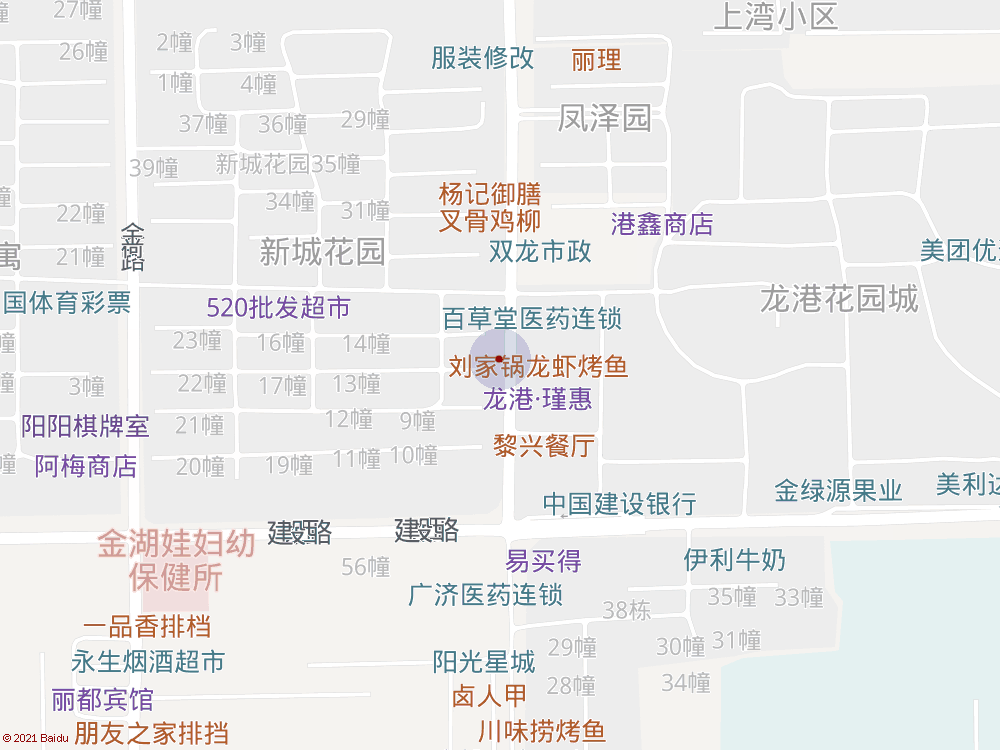 27幢
上湾小区
2幢
3幢
26幢
服装修改
丽理
1幢
4幢
37幢
36幢
29幢
凤泽园
39幢
新城花园35幢
杨记御膳
叉骨鸡柳
34幢
31幢
22幢
港鑫商店
金湖路
新城花园
双龙市政
美团优选
寓
21幢
国体育彩票
520批发超市
百草堂医药连锁
龙港花园城
23幢
16幢
14幢
刘家锅龙虾烤鱼
3幢
22幢
17幢
13幢
龙港·瑾惠
阳阳棋牌室
21幢
12幢
9幢
黎兴餐厅
阿梅商店
20幢
19幢
11幢
10幢
中国建设银行
金绿源果业
美利达
建设路
建设路
金湖娃妇幼
保健所
56幢
易买得
伊利牛奶
广济医药连锁
38栋
35幢
33幢
一品香排档
29幢
30幢
31幢
永生烟酒超市
阳光星城
28幢
34幢
丽都宾馆
卤人甲
朋友之家排挡
川味捞烤鱼
© 2021 Baidu